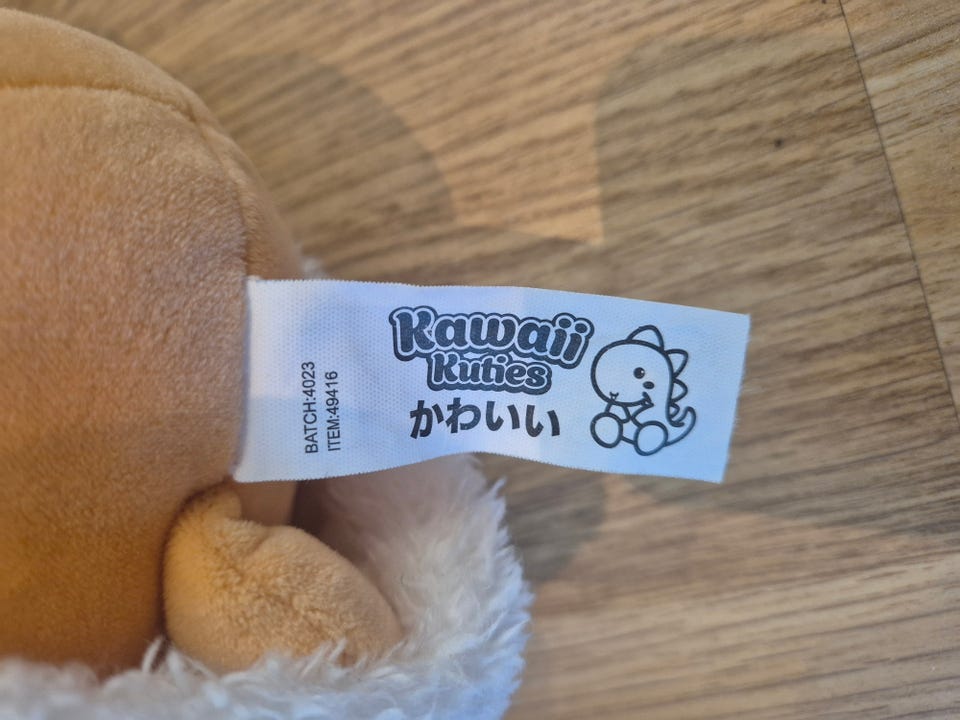 BATCH:4023
ITEM:49416
Kawaii
Kuties
かわいい